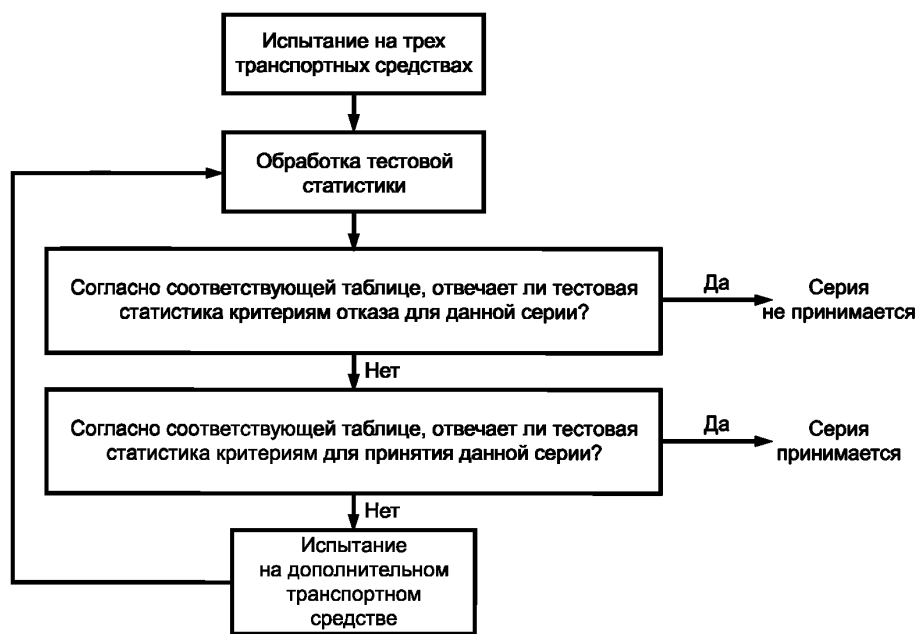 Испытание на трех
транспортных средствах
Обработка тестовой
статистики
Согласно соответствующей таблице, отвечает ли тестовая
статистика критериям отказа для данной серии?
Да
Серия
не принимается
Нет
Согласно соответствующей таблице, отвечает ли тестовая
статистика критериям для принятия данной серии?
Да
Серия
принимается
Нет
Испытание
на дополнительном
транспортном
средстве